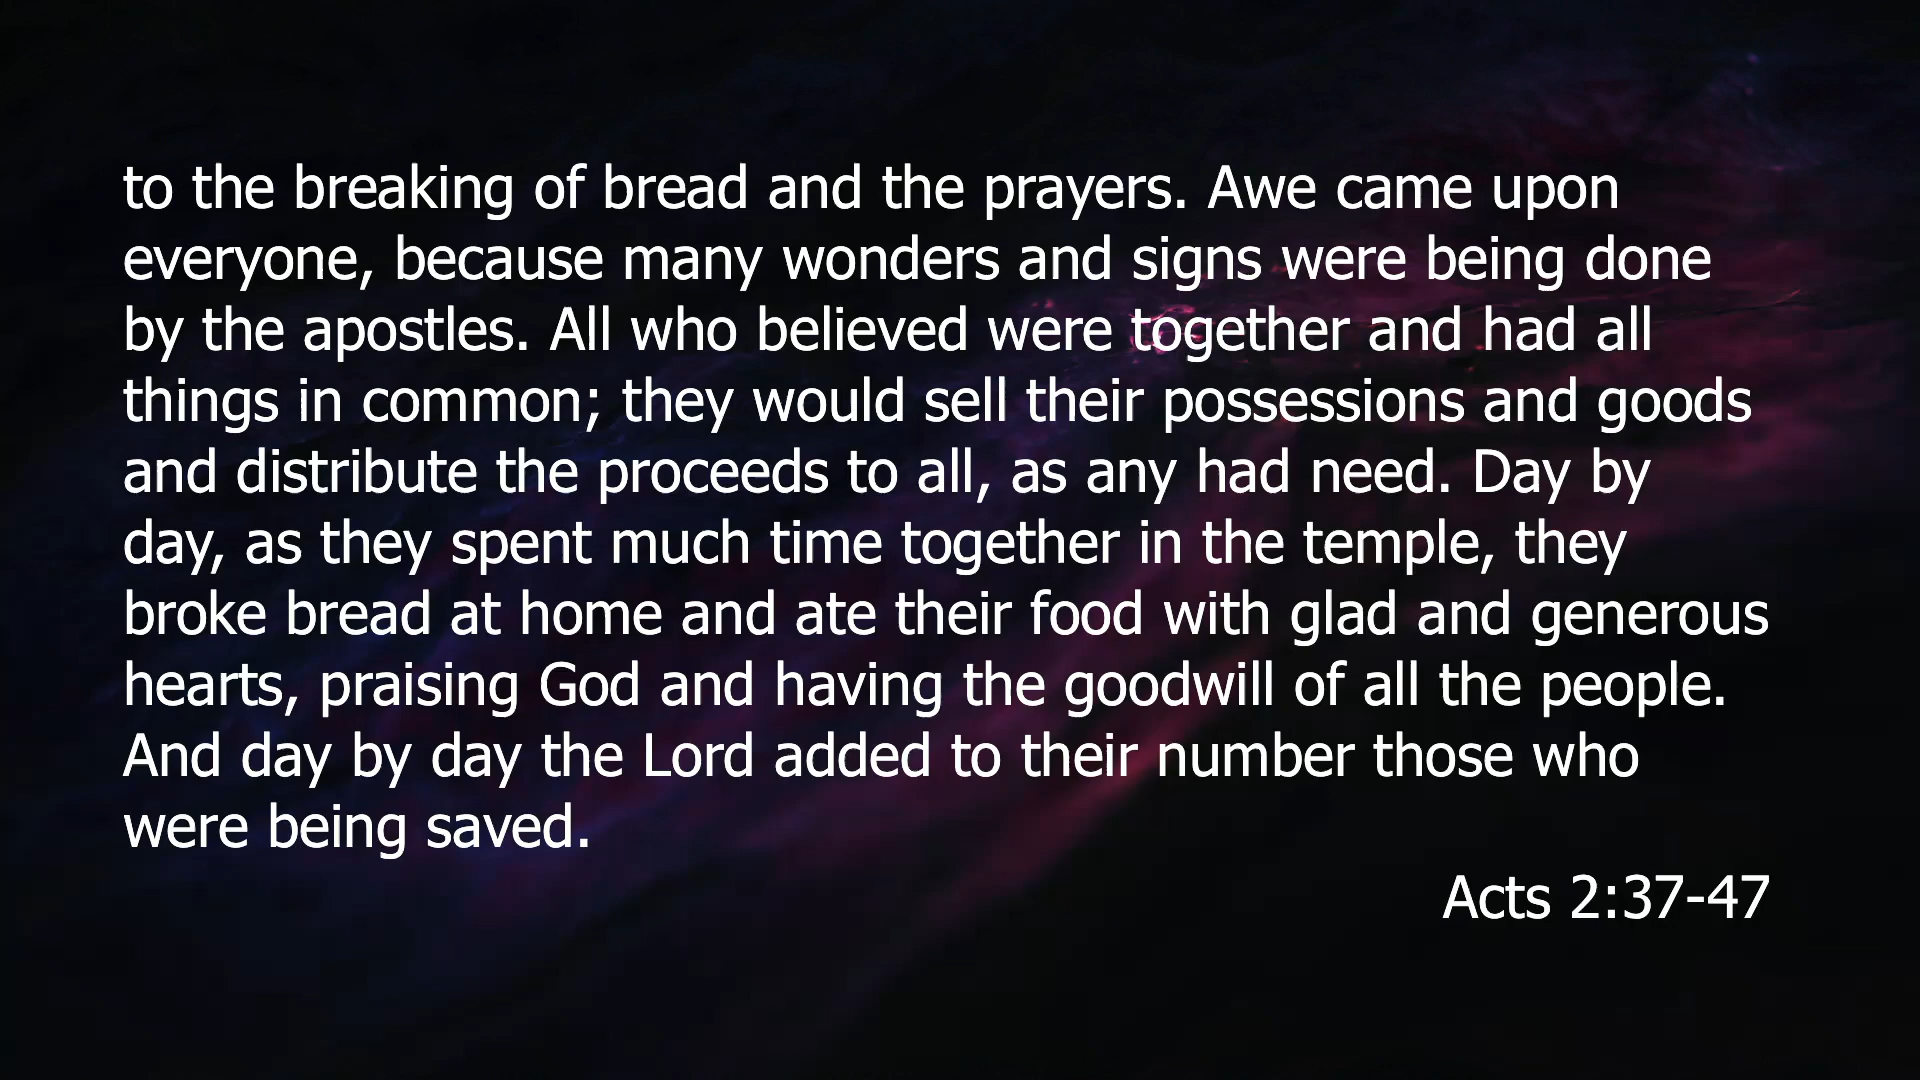 to the breaking of bread and the prayers. Awe came upon
everyone, because many wonders and signs were being done
by the apostles. All who believed were together and had all
things in common; they would sell their possessions and goods
and distribute the proceeds to all, as any had need. Day by
day, as they spent much time together in the temple, they
broke bread at home and ate their food with glad and generous
hearts, praising God and having the goodwill of all the people.
And day by day the Lord added to their number those who
were being saved.
Acts 2:37-47